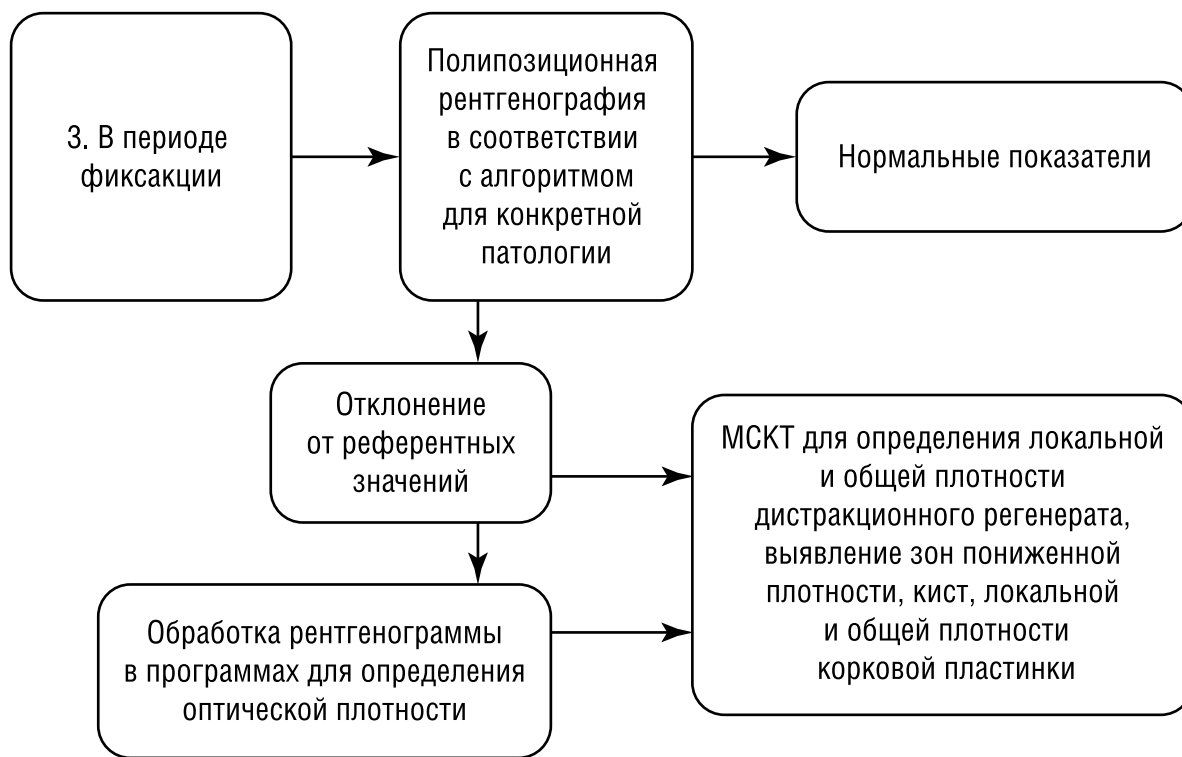 3. В периоде
фиксакции
Полипозиционная
рентгенография
в соответствии
с алгоритмом
для конкретной
патологии
Нормальные показатели
Отклонение
от референтных
значений
МСКТ для определения локальной
и общей плотности
дистракционного регенерата,
выявление зон пониженной
плотности, кист, локальной
и общей плотности
корковой пластинки
Обработка рентгенограммы
в программах для определения
оптической плотности